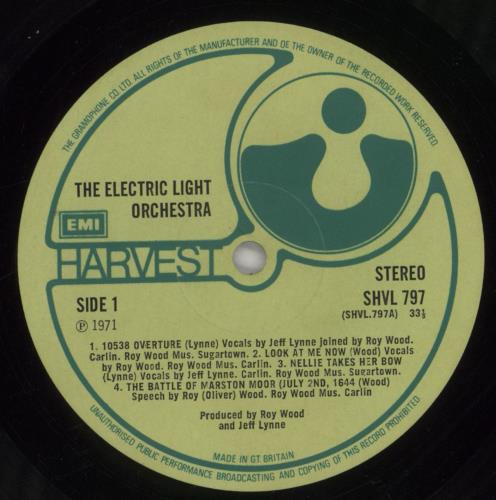 THE GRAMOPHONE CO LTD. ALL RIGHTS OF THE MANUFACTURER AND OF THE OWNER OF THE RECORDED WORK RESERVED.
THE ELECTRIC LIGHT
ORCHESTRA
EMI
HARVEST
SIDE 1
Ⓟ 1971
STEREO
SHVL 797
(SHVL.797A) 33⅓
1. 10538 OVERTURE (Lynne) Vocals by Jeff Lynne joined by Roy Wood.
Carlin. Roy Wood Mus. Sugartown. 2. LOOK AT ME NOW (Wood) Vocals
by Roy Wood. Roy Wood Mus. Carlin. 3. NELLIE TAKES HER BOW
(Lynne) Vocals by Jeff Lynne. Carlin. Roy Wood Mus. Sugartown.
4. THE BATTLE OF MARSTON MOOR (JULY 2ND, 1644 (Wood)
Speech by Roy (Oliver) Wood. Roy Wood Mus. Carlin
Produced by Roy Wood
and Jeff Lynne
MADE IN GT. BRITAIN
UNAUTHORISED PUBLIC PERFORMANCE BROADCASTING AND COPYING OF THIS RECORD PROHIBITED